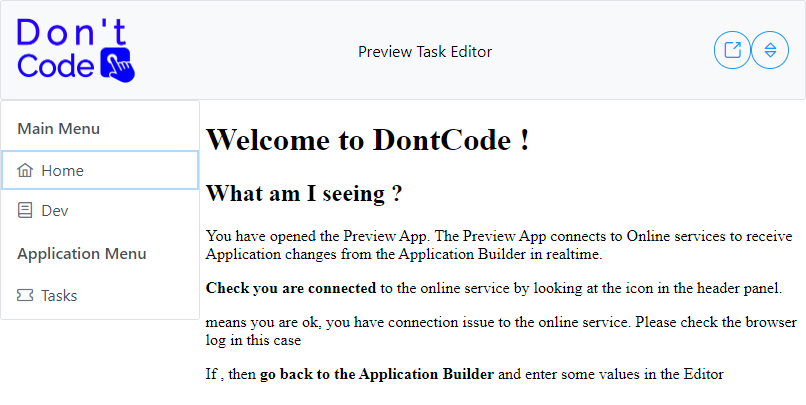 Don't
Code
Preview Task Editor
Main Menu
Home
Dev
Application Menu
Tasks
Welcome to DontCode !
What am I seeing ?
You have opened the Preview App. The Preview App connects to Online services to receive
Application changes from the Application Builder in realtime.
Check you are connected to the online service by looking at the icon in the header panel.
means you are ok, you have connection issue to the online service. Please check the browser
log in this case
If , then go back to the Application Builder and enter some values in the Editor